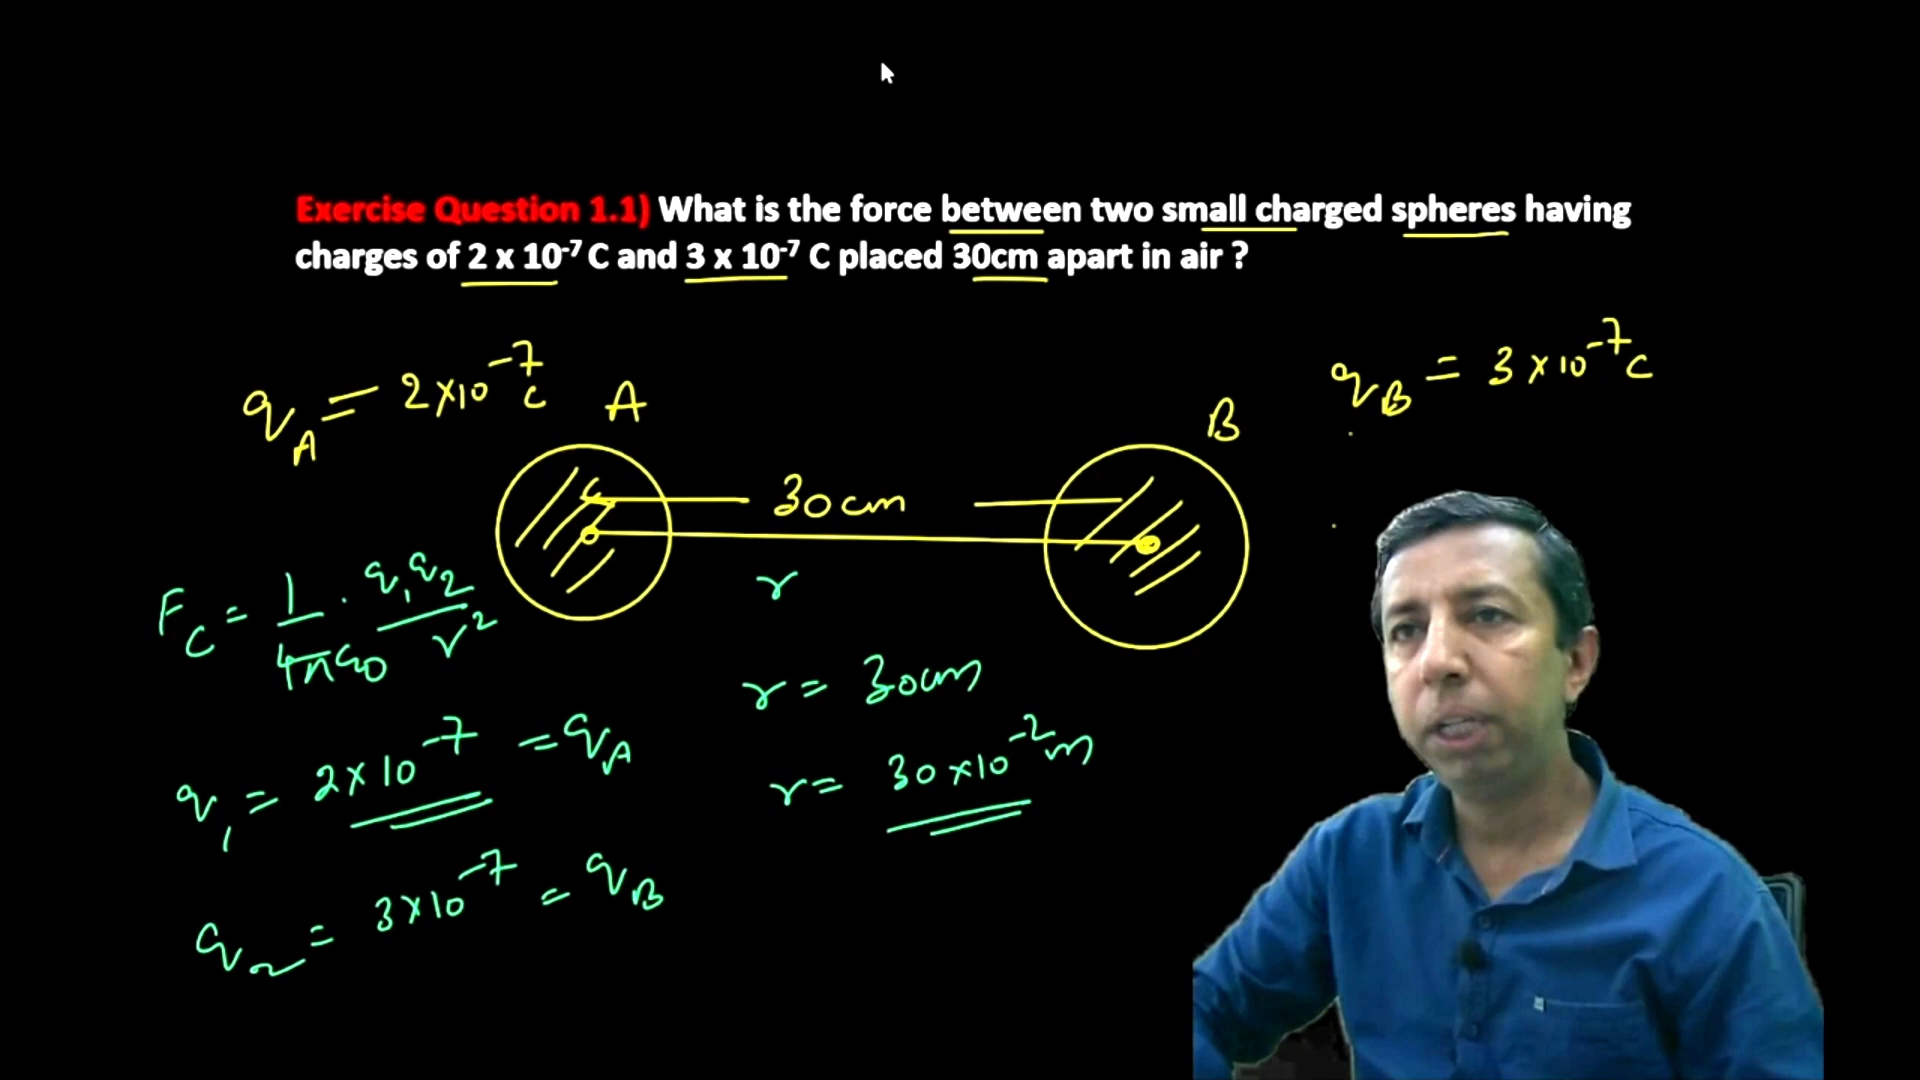 Exercise Question 1.1) What is the force between two small charged spheres having
charges of 2 x 10⁻⁷ C and 3 x 10⁻⁷ C placed 30cm apart in air ?
q_A = 2×10⁻⁷ C
A
B
q_B = 3×10⁻⁷ C
30cm
r
F_C = 1/4πε₀ · q₁q₂/r²
r = 30cm
q₁ = 2×10⁻⁷ = q_A
r = 30×10⁻² m
q₂ = 3×10⁻⁷ = q_B